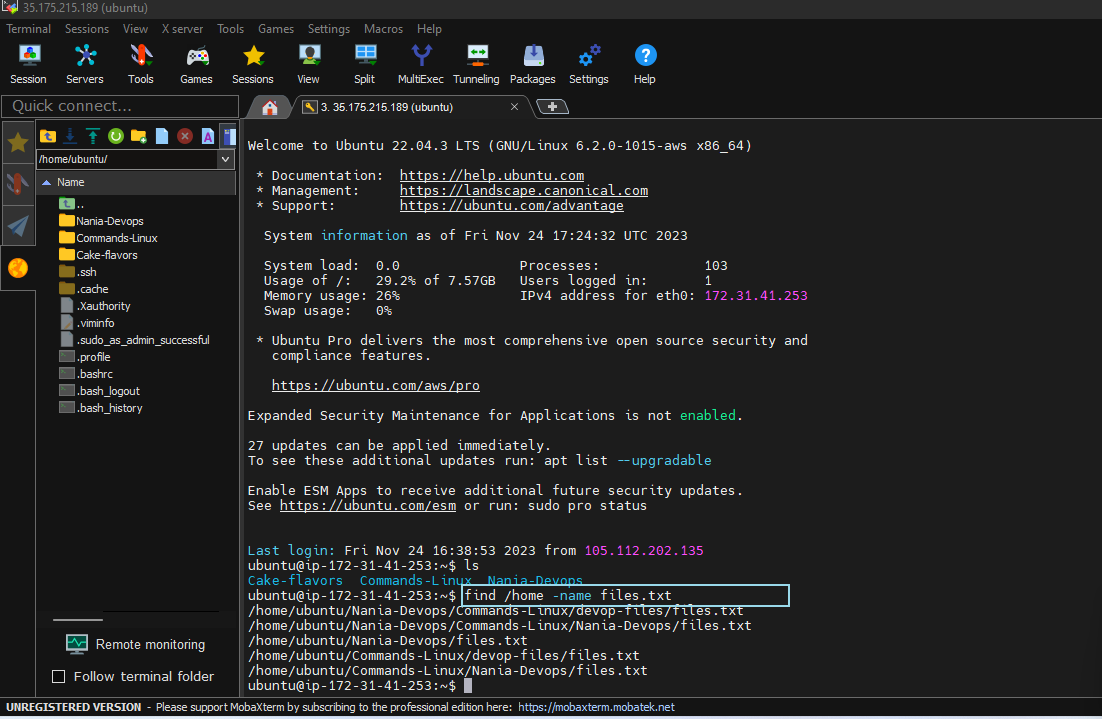 35.175.215.189 (ubuntu)
Terminal Sessions View X server Tools Games Settings Macros Help
Session Servers Tools Games Sessions View Split MultiExec Tunneling Packages Settings Help
Quick connect...
3. 35.175.215.189 (ubuntu)
/home/ubuntu/
Name
..
Nania-Devops
Commands-Linux
Cake-flavors
.ssh
.cache
.Xauthority
.viminfo
.sudo_as_admin_successful
.profile
.bashrc
.bash_logout
.bash_history
Remote monitoring
Follow terminal folder
Welcome to Ubuntu 22.04.3 LTS (GNU/Linux 6.2.0-1015-aws x86_64)
* Documentation:  https://help.ubuntu.com
* Management:     https://landscape.canonical.com
* Support:        https://ubuntu.com/advantage
System information as of Fri Nov 24 17:24:32 UTC 2023
System load:  0.0               Processes:             103
Usage of /:   29.2% of 7.57GB   Users logged in:       1
Memory usage: 26%               IPv4 address for eth0: 172.31.41.253
Swap usage:   0%
* Ubuntu Pro delivers the most comprehensive open source security and
compliance features.
https://ubuntu.com/aws/pro
Expanded Security Maintenance for Applications is not enabled.
27 updates can be applied immediately.
To see these additional updates run: apt list --upgradable
Enable ESM Apps to receive additional future security updates.
See https://ubuntu.com/esm or run: sudo pro status
Last login: Fri Nov 24 16:38:53 2023 from 105.112.202.135
ubuntu@ip-172-31-41-253:~$ ls
Cake-flavors  Commands-Linux  Nania-Devops
ubuntu@ip-172-31-41-253:~$ find /home -name files.txt
/home/ubuntu/Nania-Devops/Commands-Linux/devop-files/files.txt
/home/ubuntu/Nania-Devops/Commands-Linux/Nania-Devops/files.txt
/home/ubuntu/Nania-Devops/files.txt
/home/ubuntu/Commands-Linux/devop-files/files.txt
/home/ubuntu/Commands-Linux/Nania-Devops/files.txt
ubuntu@ip-172-31-41-253:~$
UNREGISTERED VERSION - Please support MobaXterm by subscribing to the professional edition here: https://mobaxterm.mobatek.net